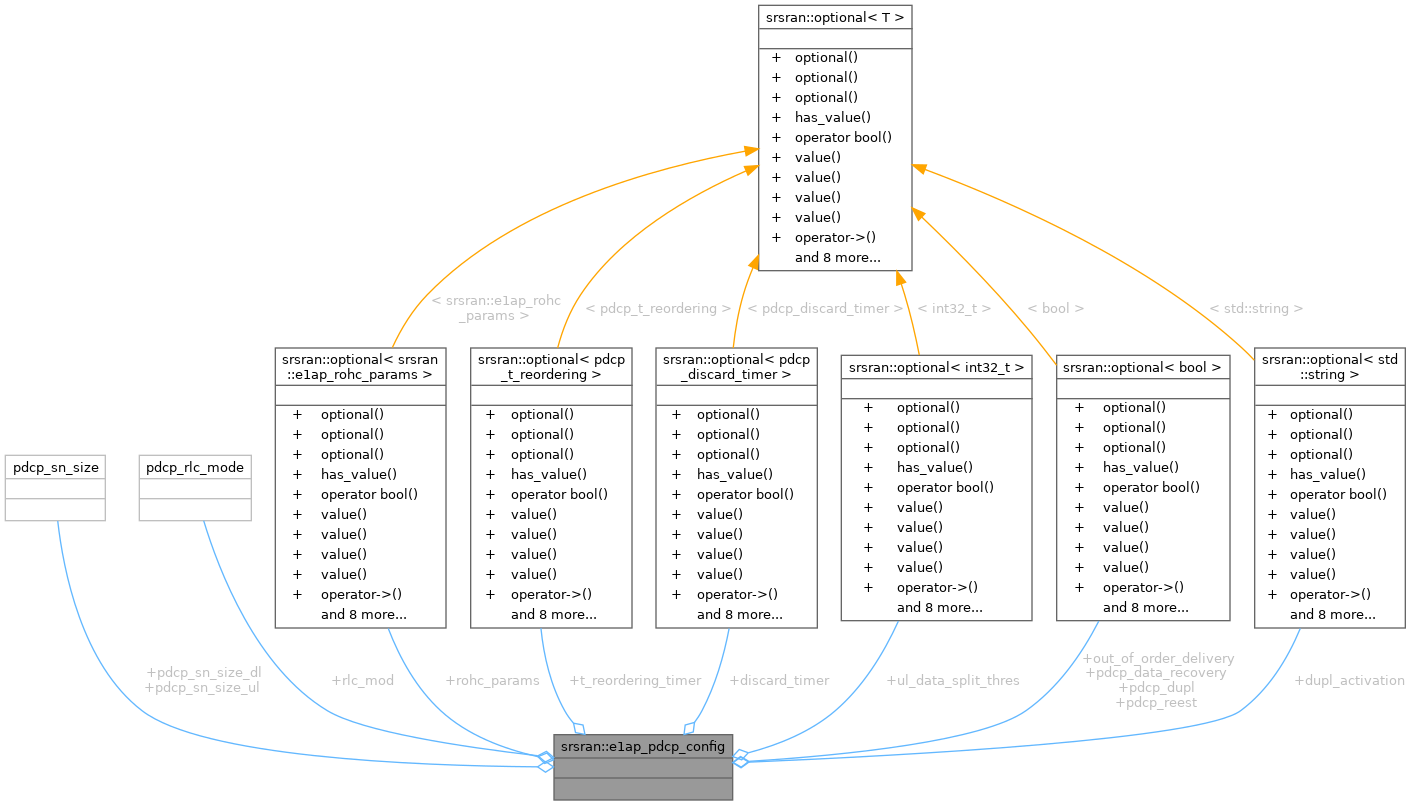 srsran::optional< T >
+ optional()
+ optional()
+ optional()
+ has_value()
+ operator bool()
+ value()
+ value()
+ value()
+ value()
+ operator->()
and 8 more...
< srsran::e1ap_rohc
_params >
< pdcp_t_reordering >
< pdcp_discard_timer >
< int32_t >
< bool >
< std::string >
pdcp_sn_size
pdcp_rlc_mode
srsran::optional< srsran
::e1ap_rohc_params >
+ optional()
+ optional()
+ optional()
+ has_value()
+ operator bool()
+ value()
+ value()
+ value()
+ value()
+ operator->()
and 8 more...
srsran::optional< pdcp
_t_reordering >
+ optional()
+ optional()
+ optional()
+ has_value()
+ operator bool()
+ value()
+ value()
+ value()
+ value()
+ operator->()
and 8 more...
srsran::optional< pdcp
_discard_timer >
+ optional()
+ optional()
+ optional()
+ has_value()
+ operator bool()
+ value()
+ value()
+ value()
+ value()
+ operator->()
and 8 more...
srsran::optional< int32_t >
+ optional()
+ optional()
+ optional()
+ has_value()
+ operator bool()
+ value()
+ value()
+ value()
+ value()
+ operator->()
and 8 more...
srsran::optional< bool >
+ optional()
+ optional()
+ optional()
+ has_value()
+ operator bool()
+ value()
+ value()
+ value()
+ value()
+ operator->()
and 8 more...
srsran::optional< std
::string >
+ optional()
+ optional()
+ optional()
+ has_value()
+ operator bool()
+ value()
+ value()
+ value()
+ value()
+ operator->()
and 8 more...
+pdcp_sn_size_dl
+pdcp_sn_size_ul
+rlc_mod
+rohc_params
+t_reordering_timer
+discard_timer
+ul_data_split_thres
+out_of_order_delivery
+pdcp_data_recovery
+pdcp_dupl
+pdcp_reest
+dupl_activation
srsran::e1ap_pdcp_config